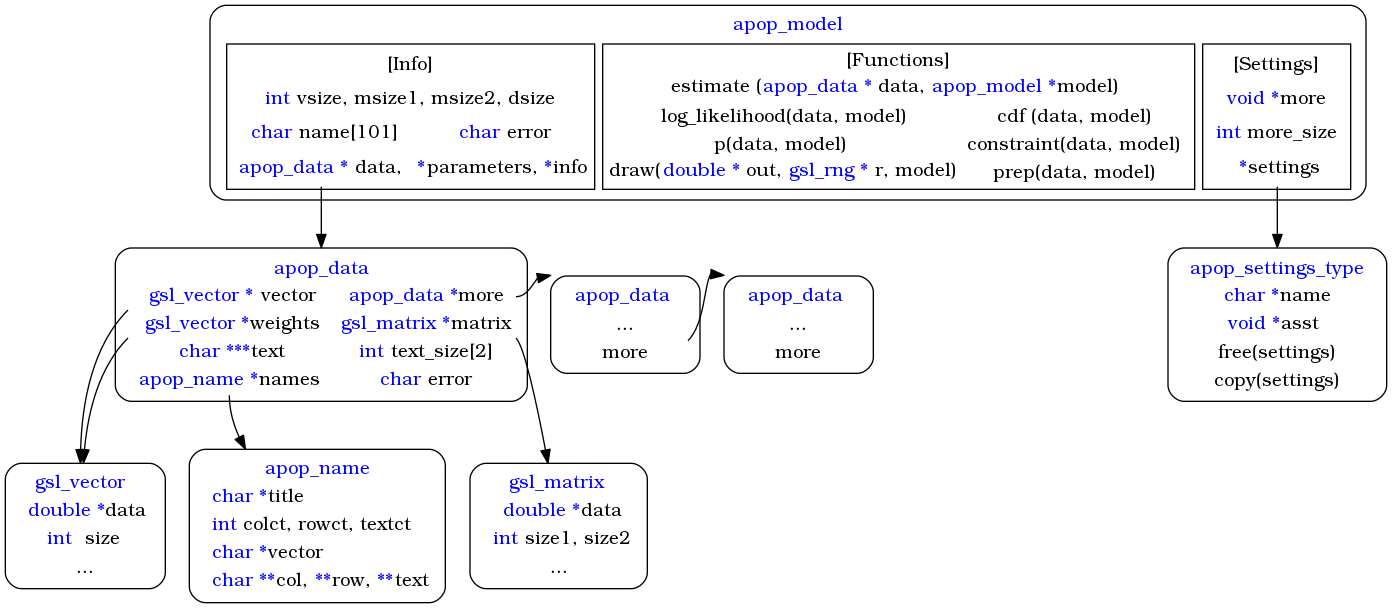 apop_model
[Info]
int vsize, msize1, msize2, dsize
char name[101] char error
apop_data * data, *parameters, *info
[Functions]
estimate (apop_data * data, apop_model *model)
log_likelihood(data, model) cdf (data, model)
p(data, model) constraint(data, model)
draw(double * out, gsl_rng * r, model) prep(data, model)
[Settings]
void *more
int more_size
*settings
apop_data
gsl_vector * vector apop_data *more
gsl_vector *weights gsl_matrix *matrix
char ***text int text_size[2]
apop_name *names char error
apop_data
...
more
apop_data
...
more
apop_settings_type
char *name
void *asst
free(settings)
copy(settings)
gsl_vector
double *data
int size
...
apop_name
char *title
int colct, rowct, textct
char *vector
char **col, **row, **text
gsl_matrix
double *data
int size1, size2
...